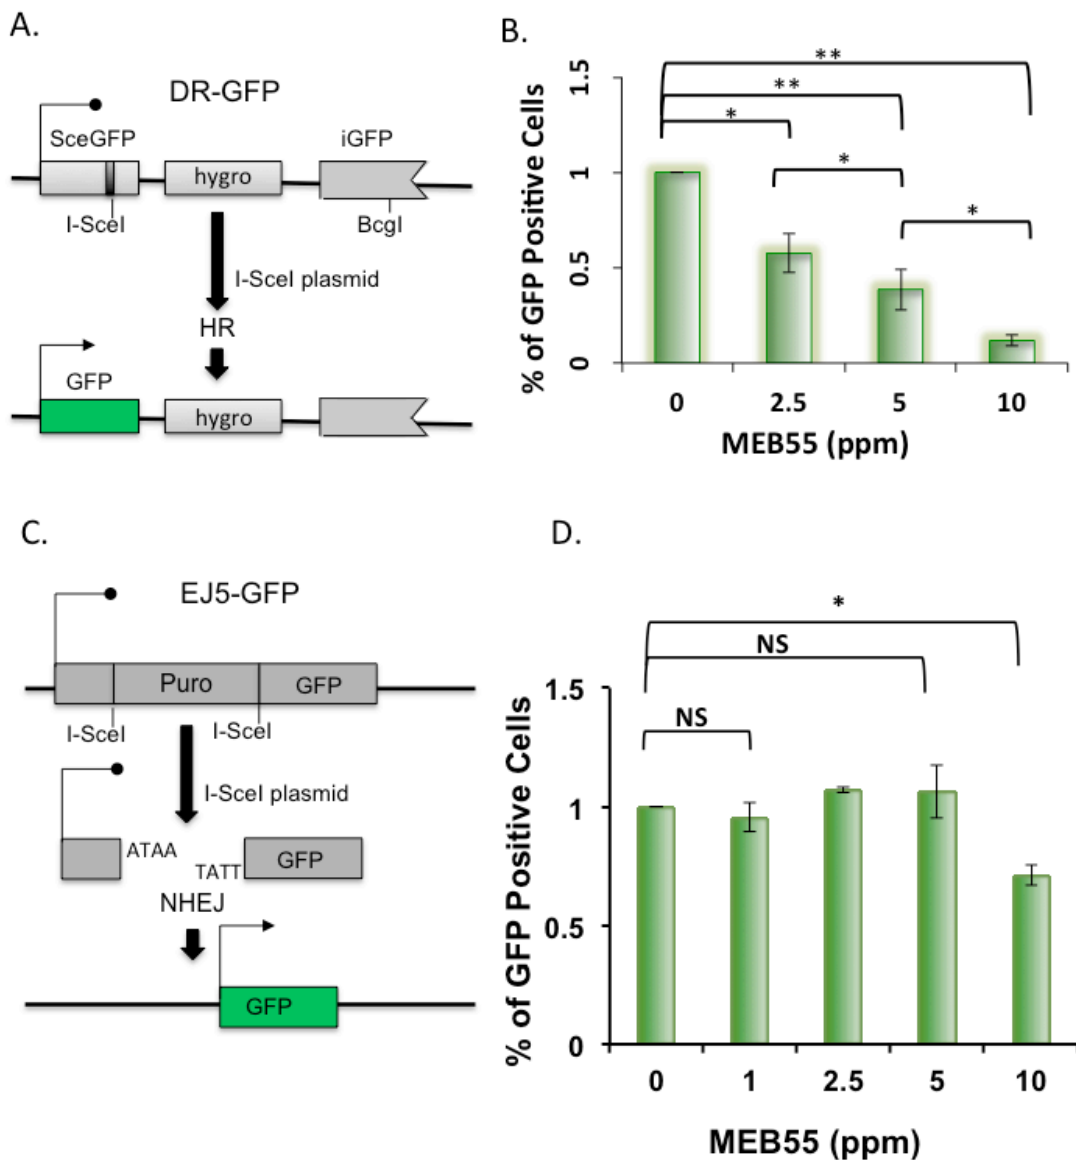 A.
DR-GFP
SceGFP
iGFP
hygro
I-SceI
BcgI
I-SceI plasmid
HR
GFP
hygro
B.
% of GFP Positive Cells
1.5
1
0.5
0
**
**
*
*
*
0 2.5 5 10
MEB55 (ppm)
C.
EJ5-GFP
Puro
GFP
I-SceI
I-SceI
I-SceI plasmid
ATAA
TATT
GFP
NHEJ
GFP
D.
% of GFP Positive Cells
1.5
1
0.5
0
*
NS
NS
0 1 2.5 5 10
MEB55 (ppm)